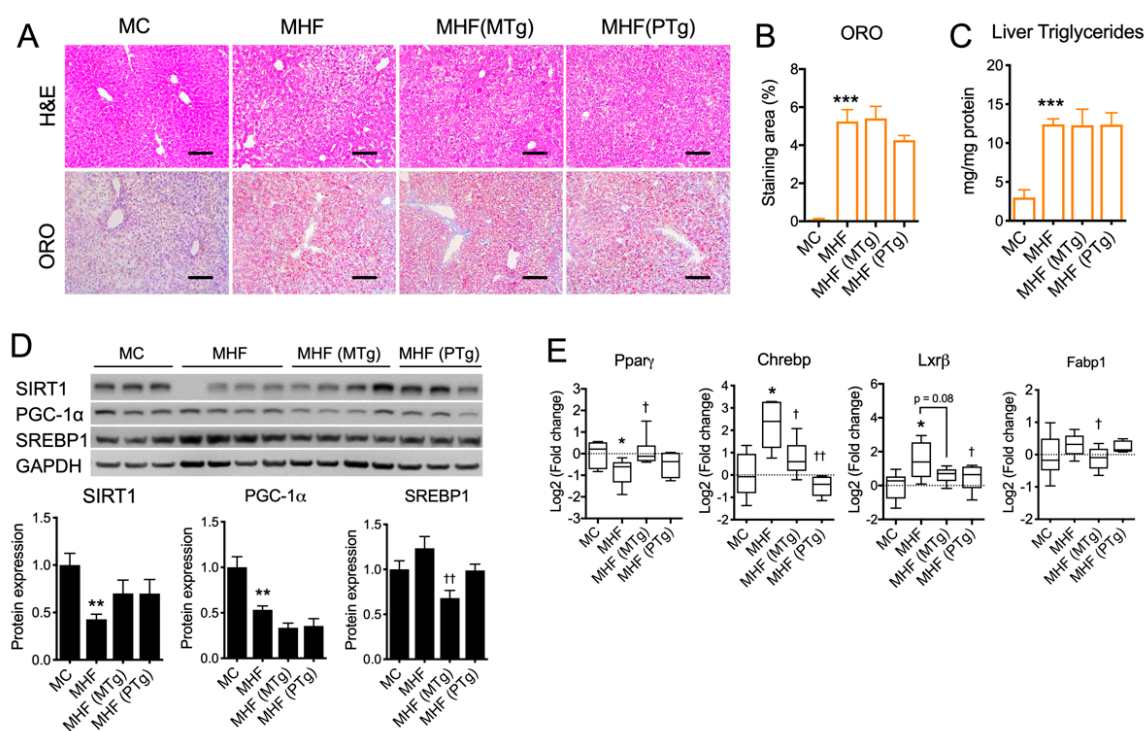 A
MC
MHF
MHF(MTg)
MHF(PTg)
H&E
ORO
B
ORO
Staining area (%)
8
6
4
2
0
***
MC
MHF
MHF (MTg)
MHF (PTg)
C
Liver Triglycerides
mg/mg protein
20
15
10
5
0
***
MC
MHF
MHF (MTg)
MHF (PTg)
D
MC
MHF
MHF (MTg)
MHF (PTg)
SIRT1
PGC-1α
SREBP1
GAPDH
SIRT1
Protein expression
1.5
1.0
0.5
0.0
**
MC
MHF
MHF (MTg)
MHF (PTg)
PGC-1α
Protein expression
1.5
1.0
0.5
0.0
**
MC
MHF
MHF (MTg)
MHF (PTg)
SREBP1
Protein expression
1.5
1.0
0.5
0.0
††
MC
MHF
MHF (MTg)
MHF (PTg)
E
Pparγ
Log2 (Fold change)
3
2
1
0
-1
-2
-3
*
†
MC
MHF
MHF (MTg)
MHF (PTg)
Chrebp
Log2 (Fold change)
4
2
0
-2
*
†
††
MC
MHF
MHF (MTg)
MHF (PTg)
Lxrβ
Log2 (Fold change)
6
4
2
0
-2
p = 0.08
*
†
MC
MHF
MHF (MTg)
MHF (PTg)
Fabp1
Log2 (Fold change)
2
1
0
-1
-2
†
MC
MHF
MHF (MTg)
MHF (PTg)